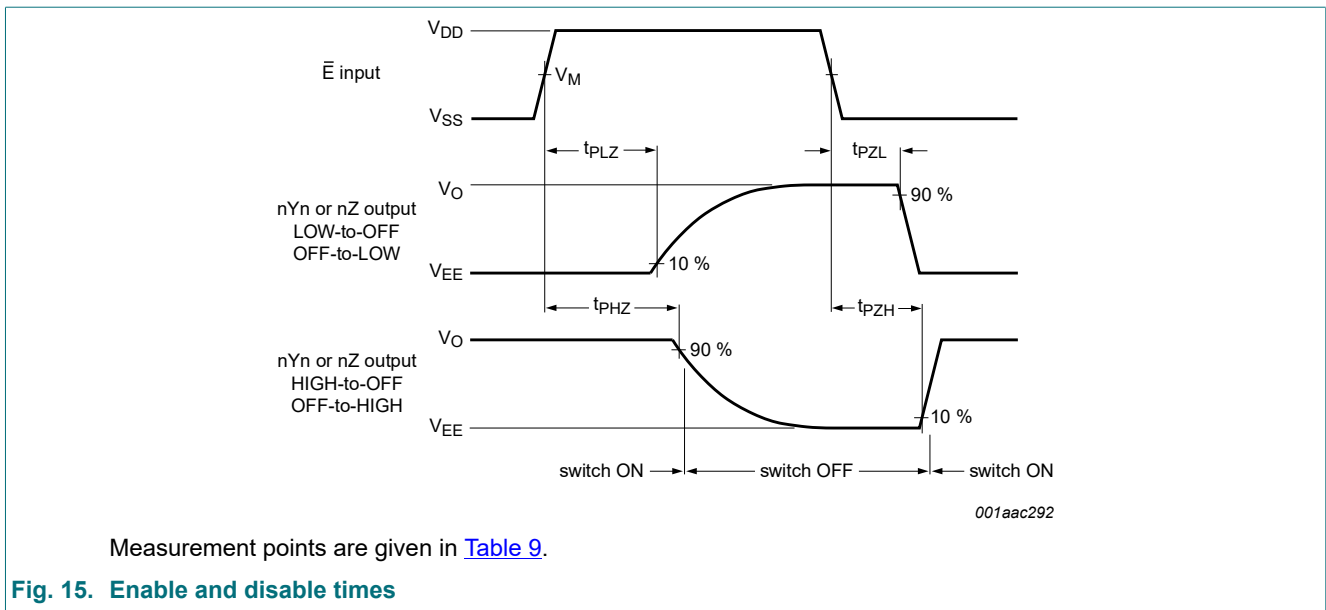 V_DD
Ē input
V_M
V_SS
t_PLZ
t_PZL
V_O
90 %
nYn or nZ output
LOW-to-OFF
OFF-to-LOW
10 %
V_EE
t_PHZ
t_PZH
V_O
90 %
nYn or nZ output
HIGH-to-OFF
OFF-to-HIGH
10 %
V_EE
switch ON
switch OFF
switch ON
001aac292
Measurement points are given in Table 9.
Fig. 15. Enable and disable times